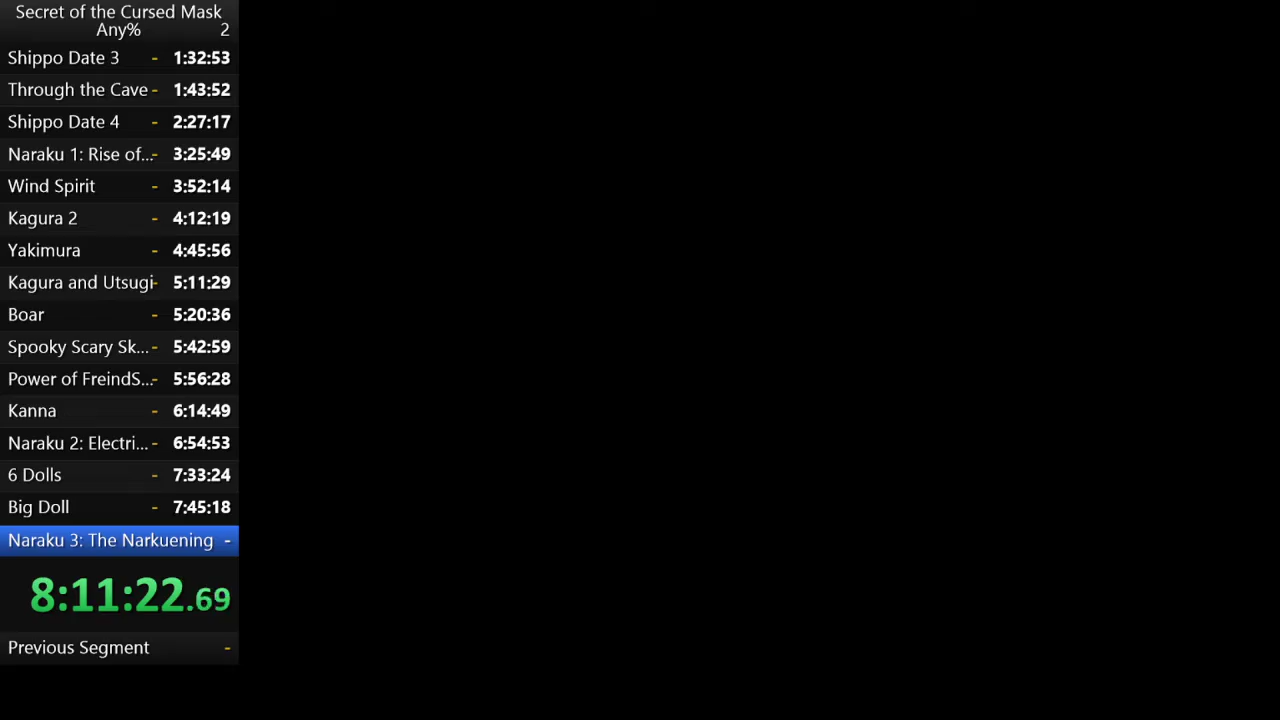 Secret of the Cursed Mask
Any% 2
Shippo Date 3 - 1:32:53
Through the Cave - 1:43:52
Shippo Date 4 - 2:27:17
Naraku 1: Rise of... - 3:25:49
Wind Spirit - 3:52:14
Kagura 2 - 4:12:19
Yakimura - 4:45:56
Kagura and Utsugi - 5:11:29
Boar - 5:20:36
Spooky Scary Sk... - 5:42:59
Power of FreindS... - 5:56:28
Kanna - 6:14:49
Naraku 2: Electri... - 6:54:53
6 Dolls - 7:33:24
Big Doll - 7:45:18
Naraku 3: The Narkuening -
8:11:22.69
Previous Segment -